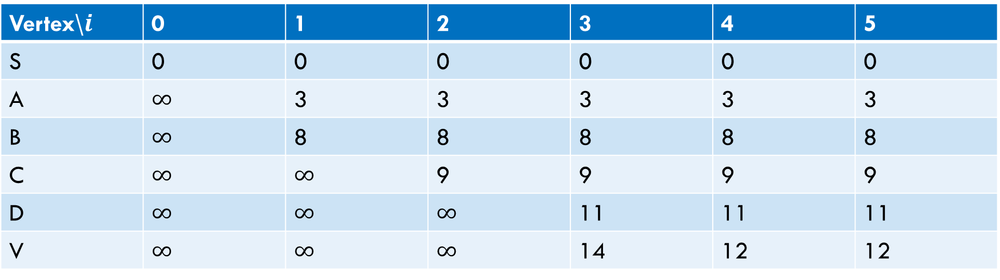 Vertex\i 0 1 2 3 4 5
S 0 0 0 0 0 0
A ∞ 3 3 3 3 3
B ∞ 8 8 8 8 8
C ∞ ∞ 9 9 9 9
D ∞ ∞ ∞ 11 11 11
V ∞ ∞ ∞ 14 12 12